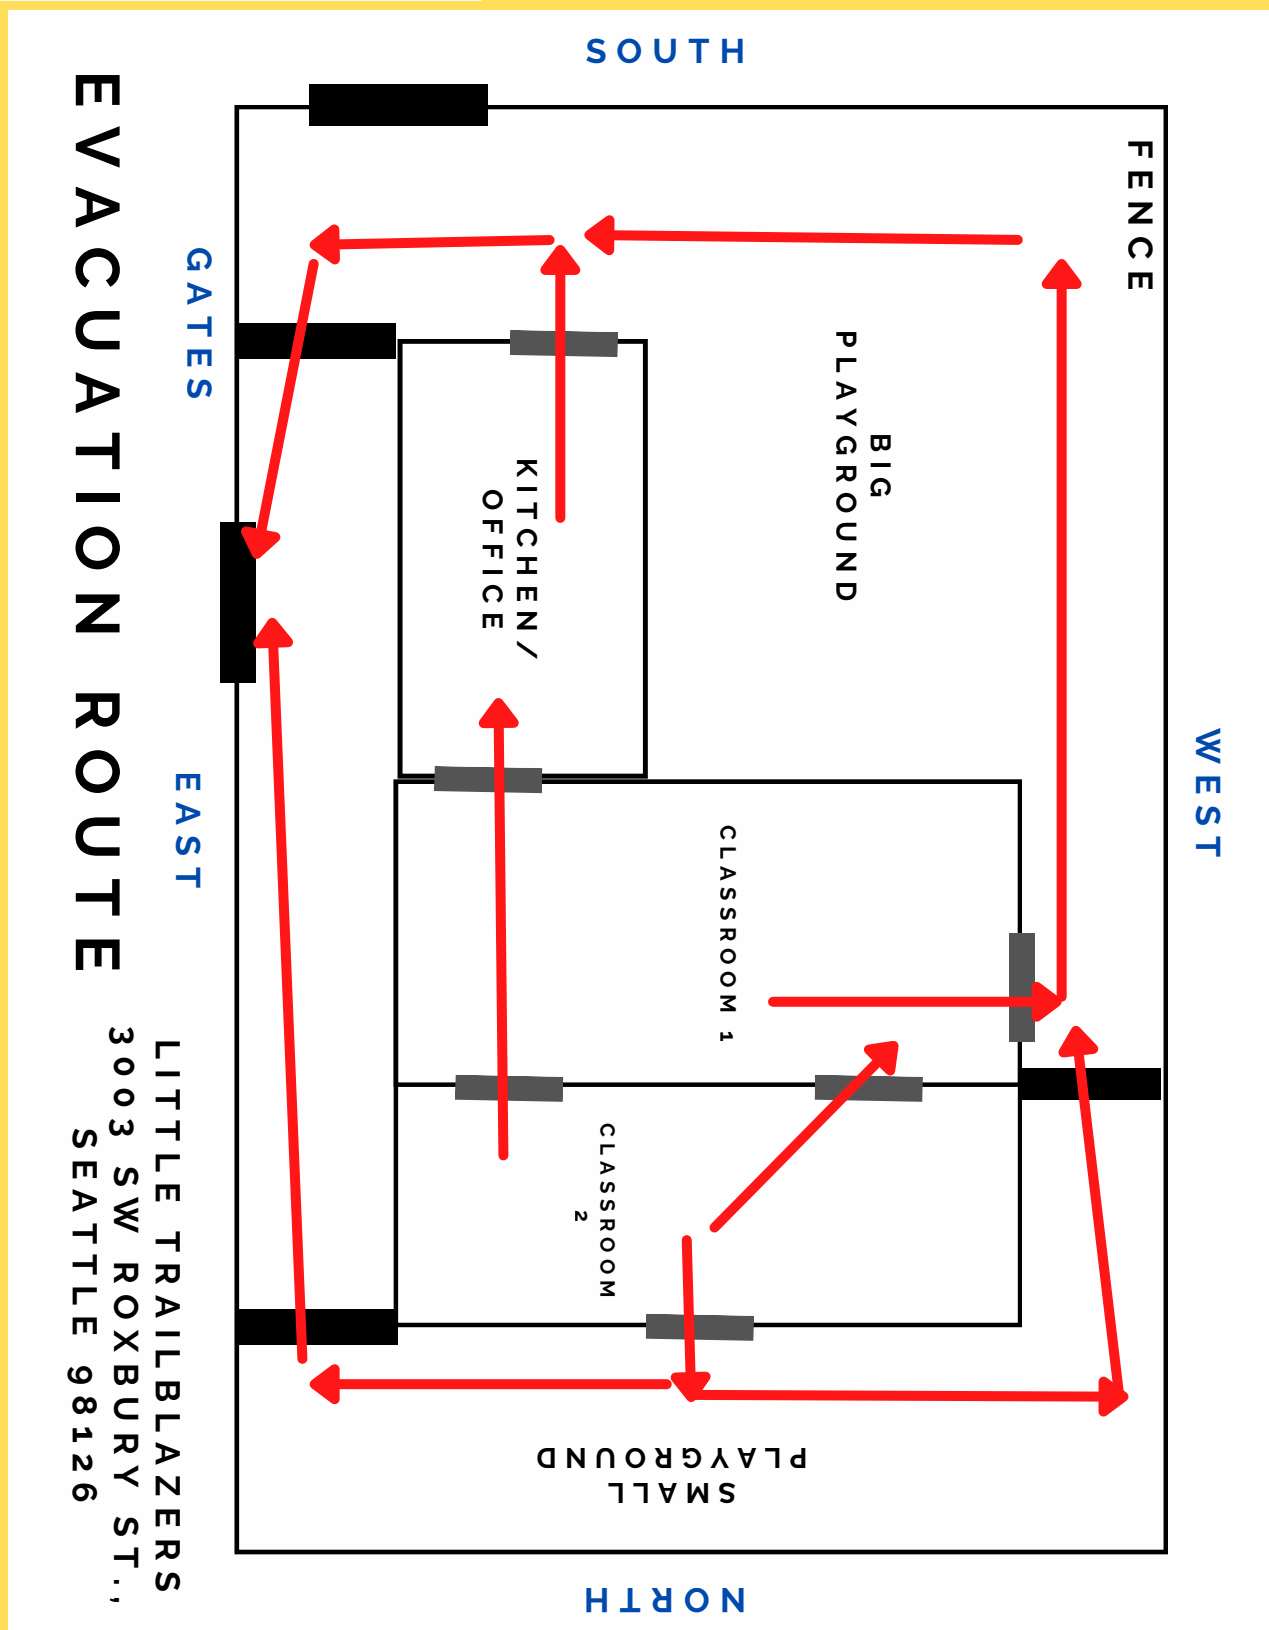 EVACUATION ROUTE
LITTLE TRAILBLAZERS
3003 SW ROXBURY ST.,
SEATTLE 98126
SOUTH
FENCE
GATES
BIG
PLAYGROUND
KITCHEN/
OFFICE
WEST
EAST
CLASSROOM 1
CLASSROOM
2
SMALL
PLAYGROUND
NORTH